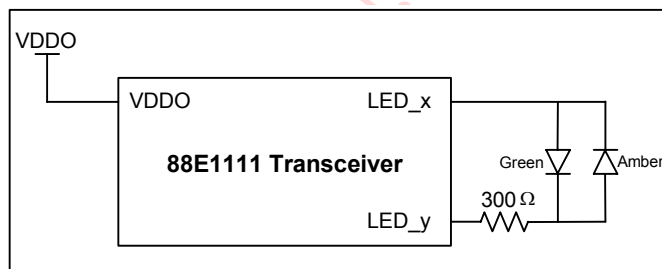 VDDO
VDDO
LED_x
88E1111 Transceiver
Green
Amber
300 Ω
LED_y